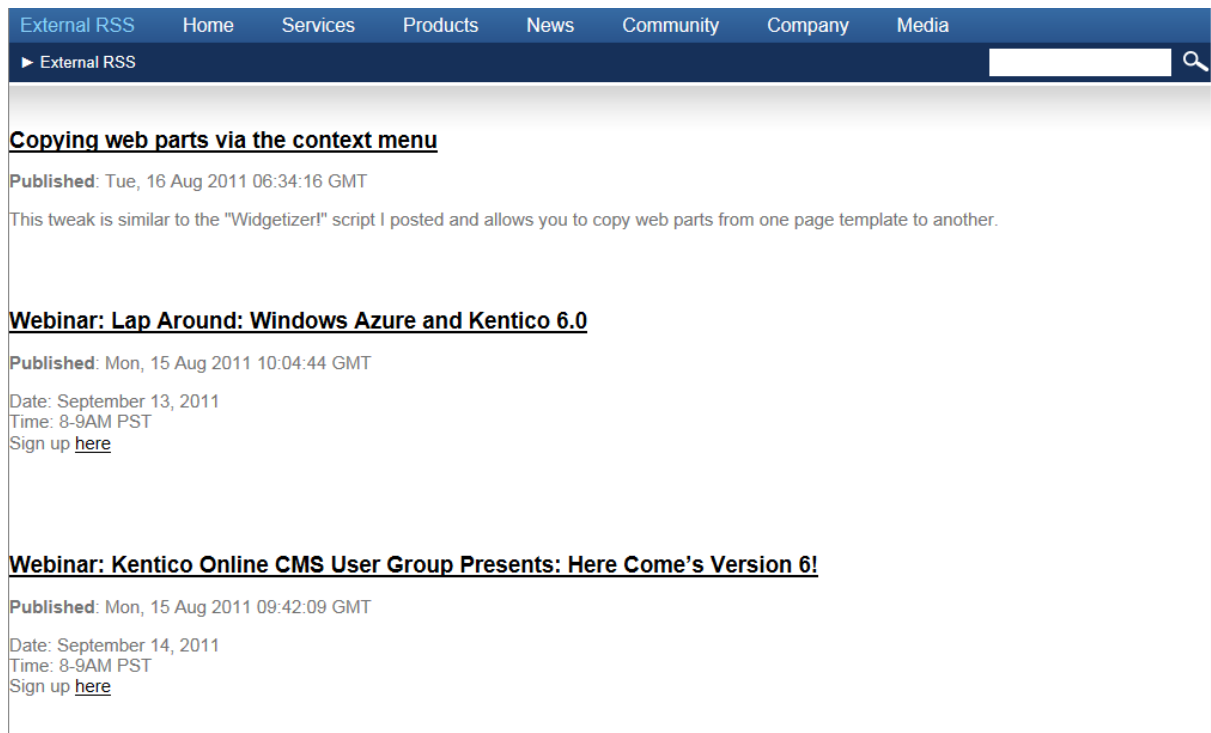 External RSS Home Services Products News Community Company Media
► External RSS
Copying web parts via the context menu
Published: Tue, 16 Aug 2011 06:34:16 GMT
This tweak is similar to the "Widgetizer!" script I posted and allows you to copy web parts from one page template to another.
Webinar: Lap Around: Windows Azure and Kentico 6.0
Published: Mon, 15 Aug 2011 10:04:44 GMT
Date: September 13, 2011
Time: 8-9AM PST
Sign up here
Webinar: Kentico Online CMS User Group Presents: Here Come’s Version 6!
Published: Mon, 15 Aug 2011 09:42:09 GMT
Date: September 14, 2011
Time: 8-9AM PST
Sign up here